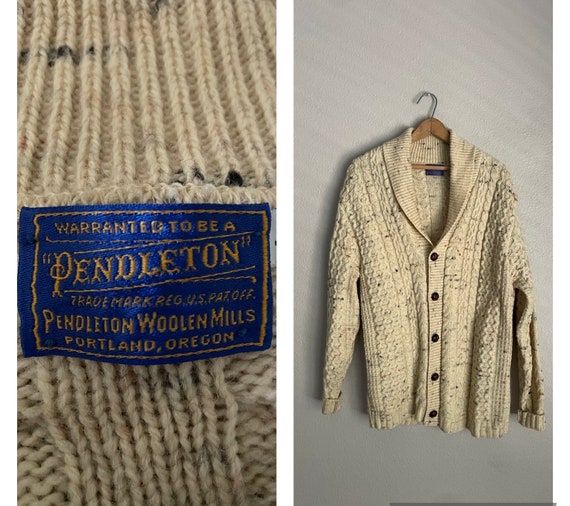 WARRANTED TO BE A
"PENDLETON"
TRADE MARK REG. U.S. PAT. OFF.
PENDLETON WOOLEN MILLS
PORTLAND, OREGON